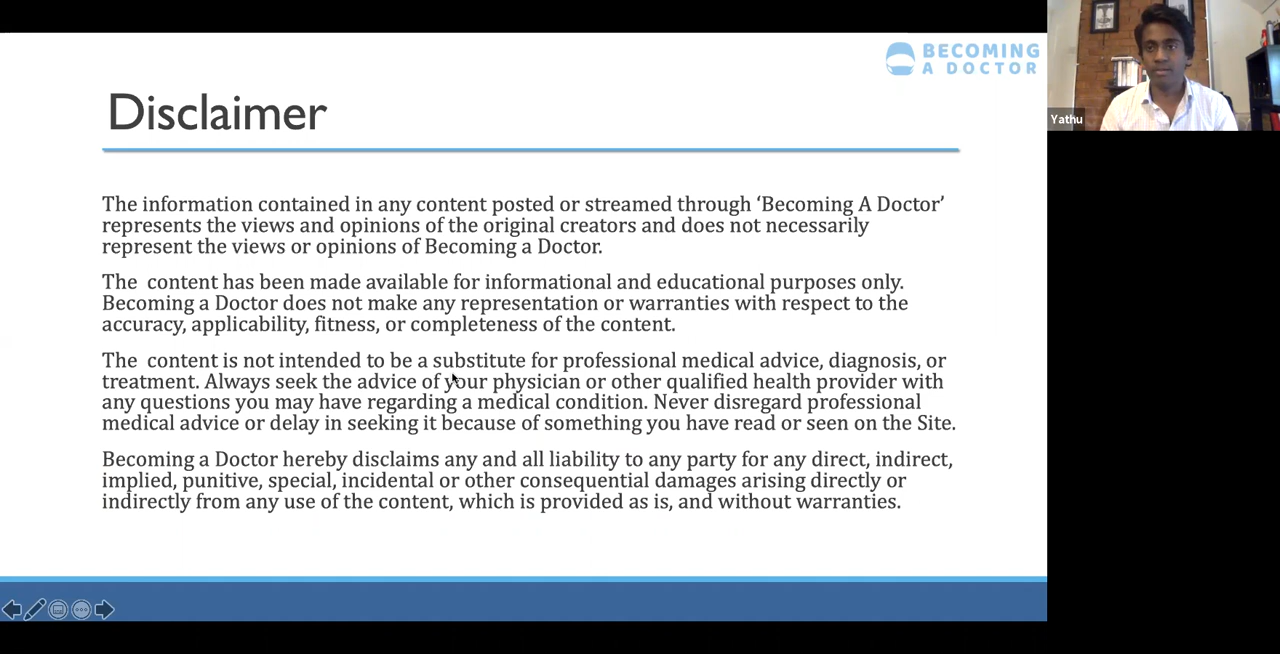 BECOMING
A DOCTOR
Disclaimer
Yathu
The information contained in any content posted or streamed through ‘Becoming A Doctor’
represents the views and opinions of the original creators and does not necessarily
represent the views or opinions of Becoming a Doctor.
The  content has been made available for informational and educational purposes only.
Becoming a Doctor does not make any representation or warranties with respect to the
accuracy, applicability, fitness, or completeness of the content.
The  content is not intended to be a substitute for professional medical advice, diagnosis, or
treatment. Always seek the advice of your physician or other qualified health provider with
any questions you may have regarding a medical condition. Never disregard professional
medical advice or delay in seeking it because of something you have read or seen on the Site.
Becoming a Doctor hereby disclaims any and all liability to any party for any direct, indirect,
implied, punitive, special, incidental or other consequential damages arising directly or
indirectly from any use of the content, which is provided as is, and without warranties.